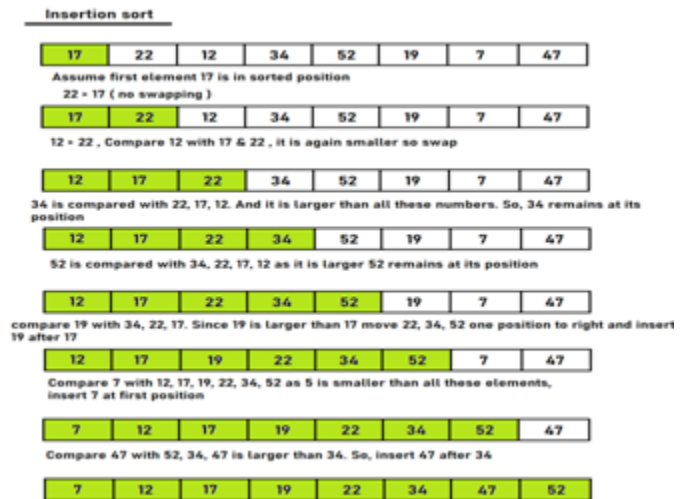 Insertion sort
17 22 12 34 52 19 7 47
Assume first element 17 is in sorted position
22 > 17 ( no swapping )
17 22 12 34 52 19 7 47
12 > 22 , Compare 12 with 17 & 22 , it is again smaller so swap
12 17 22 34 52 19 7 47
34 is compared with 22, 17, 12. And it is larger than all these numbers. So, 34 remains at its
position
12 17 22 34 52 19 7 47
52 is compared with 34, 22, 17, 12 as it is larger 52 remains at its position
12 17 22 34 52 19 7 47
compare 19 with 34, 22, 17. Since 19 is larger than 17 move 22, 34, 52 one position to right and insert
19 after 17
12 17 19 22 34 52 7 47
Compare 7 with 12, 17, 19, 22, 34, 52 as 5 is smaller than all these elements,
insert 7 at first position
7 12 17 19 22 34 52 47
Compare 47 with 52, 34, 47 is larger than 34. So, insert 47 after 34
7 12 17 19 22 34 47 52